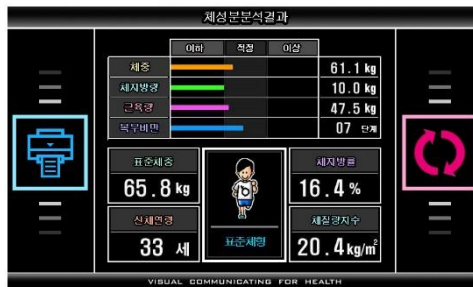 체성분분석결과
이하 적정 이상
체중 61.1 kg
체지방량 10.0 kg
근육량 47.5 kg
복부비만 07 단계
표준체중
65.8 kg
체지방률
16.4 %
신체연령
33 세
표준체형
체질량지수
20.4 kg/m²
VISUAL COMMUNICATING FOR HEALTH